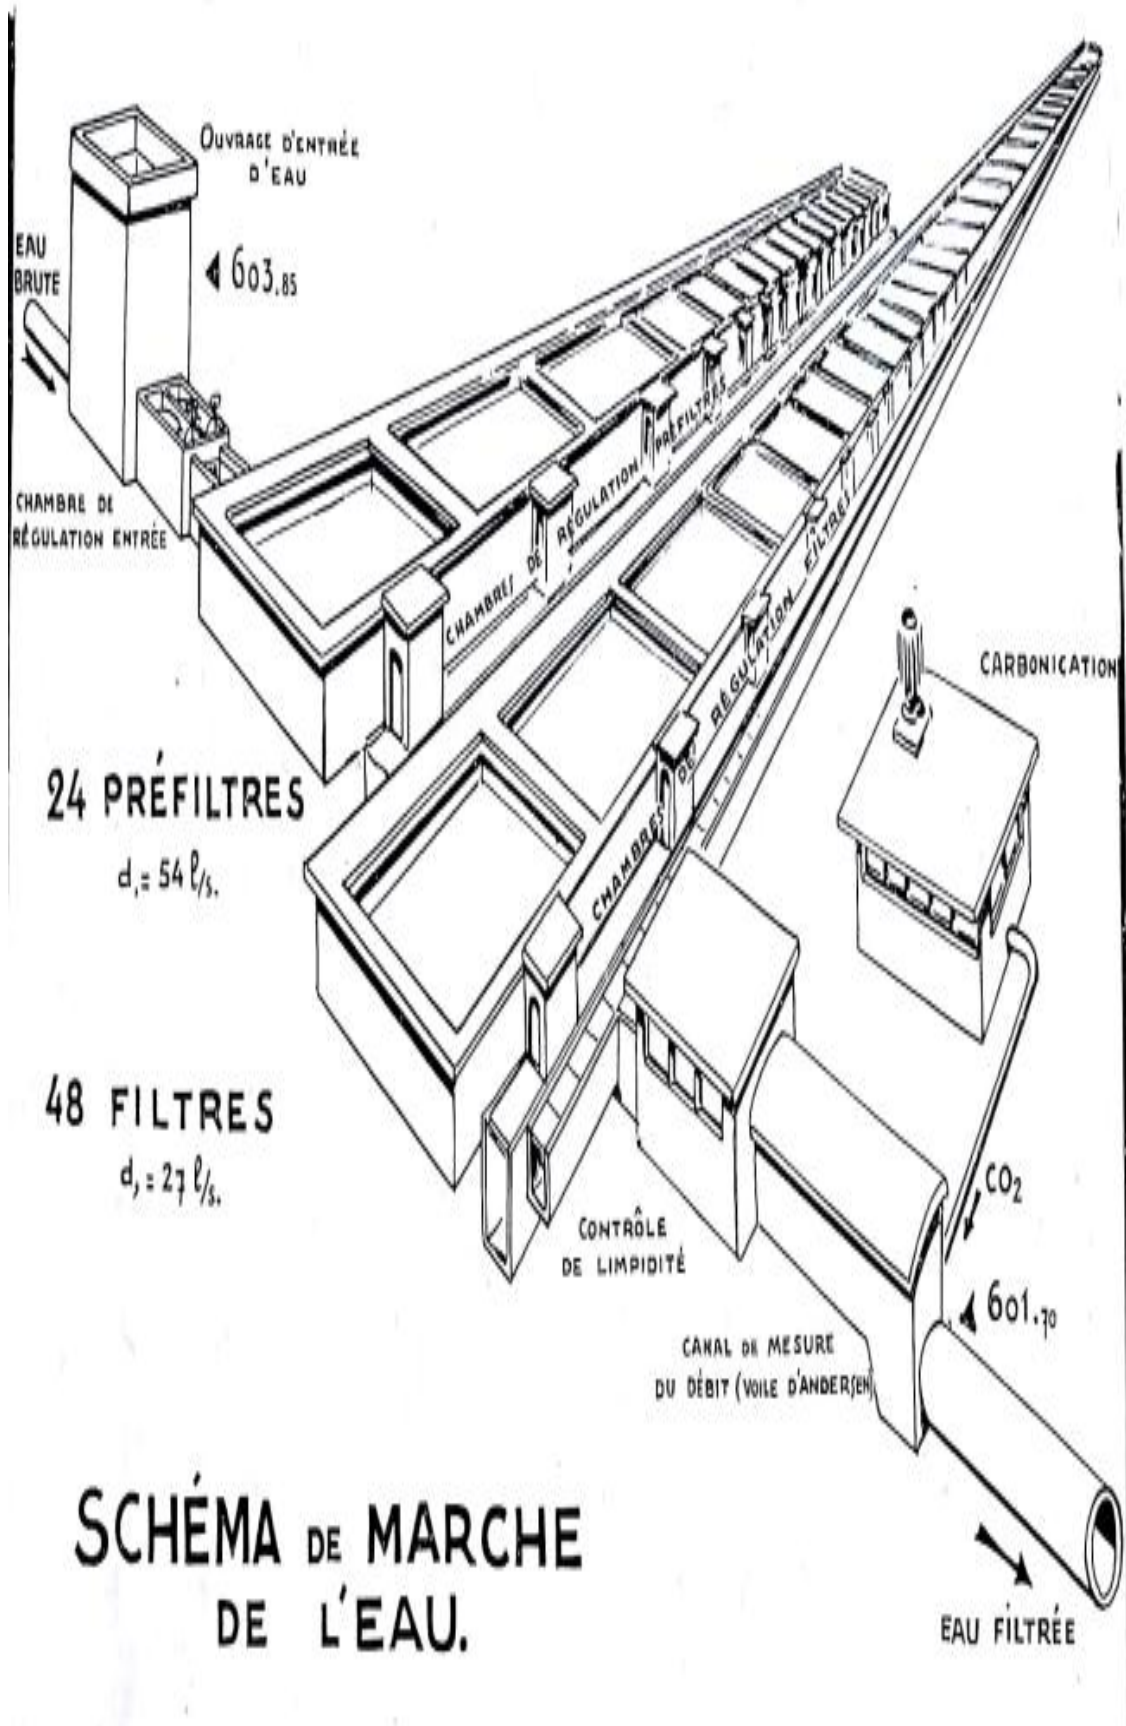 OUVRAGE D'ENTRÉE
D'EAU
EAU
BRUTE
603.85
CHAMBRE DE
RÉGULATION ENTRÉE
CHAMBRES DE RÉGULATION PRÉFILTRES
CHAMBRES DE RÉGULATION FILTRES
CARBONICATION
24 PRÉFILTRES
d,= 54 l/s.
48 FILTRES
d,= 27 l/s.
CO2
CONTRÔLE
DE LIMPIDITÉ
601.70
CANAL DE MESURE
DU DÉBIT (VOILE D'ANDERSEN)
SCHÉMA DE MARCHE
DE L'EAU.
EAU FILTRÉE